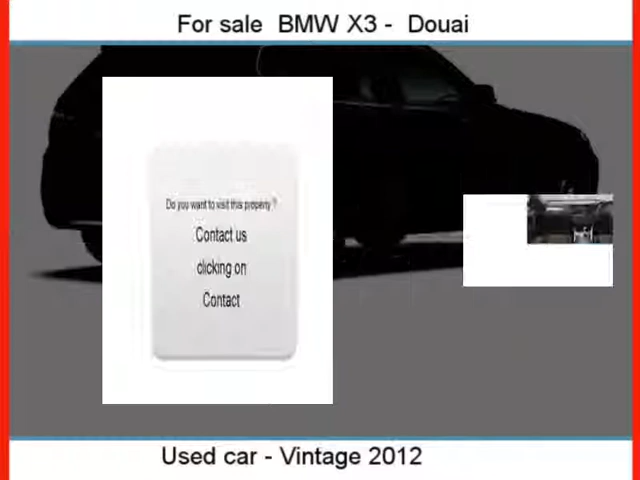 For sale BMW X3 - Douai
Do you want to visit this property ?
Contact us
clicking on
Contact
Used car - Vintage 2012